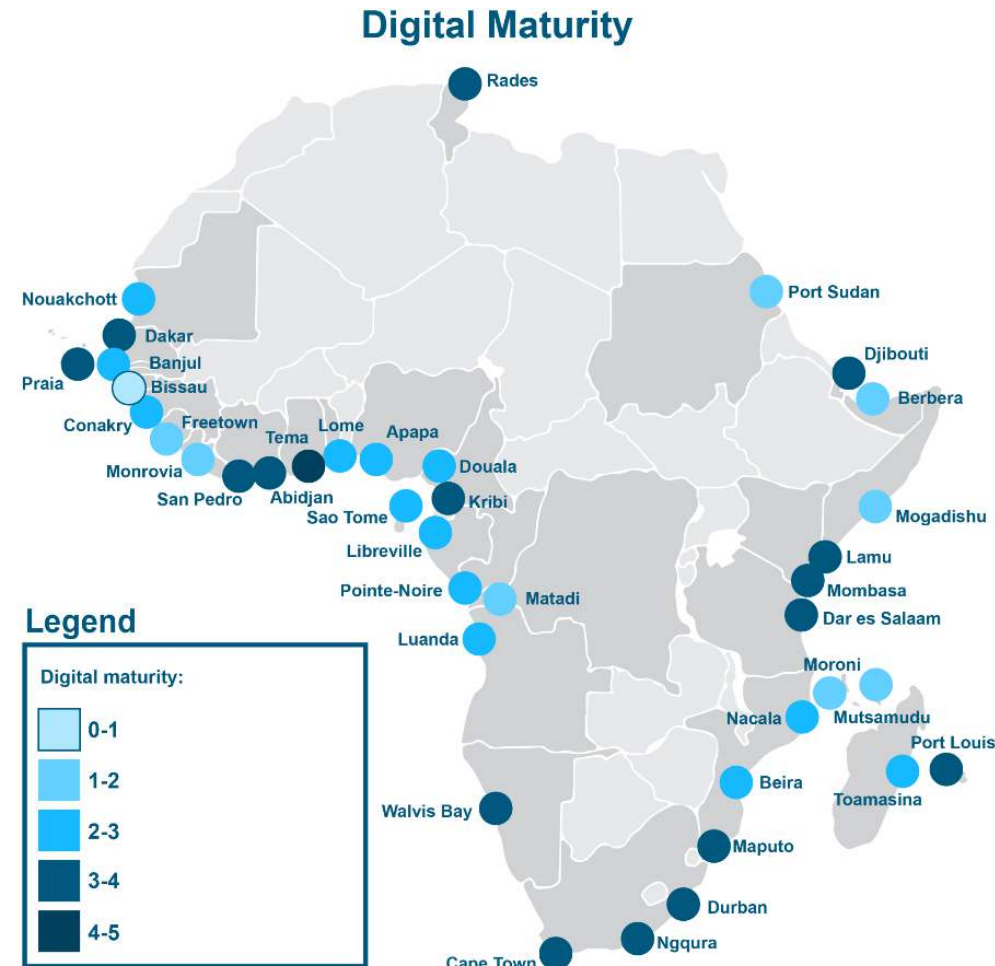 Digital Maturity
Rades
Nouakchott
Port Sudan
Dakar
Djibouti
Banjul
Praia
Bissau
Berbera
Conakry
Freetown
Tema
Lome
Apapa
Monrovia
Douala
San Pedro
Abidjan
Kribi
Sao Tome
Mogadishu
Libreville
Lamu
Mombasa
Pointe-Noire
Matadi
Dar es Salaam
Luanda
Moroni
Nacala
Mutsamudu
Port Louis
Beira
Toamasina
Walvis Bay
Maputo
Durban
Ngqura
Cape Town
Legend
Digital maturity:
0-1
1-2
2-3
3-4
4-5